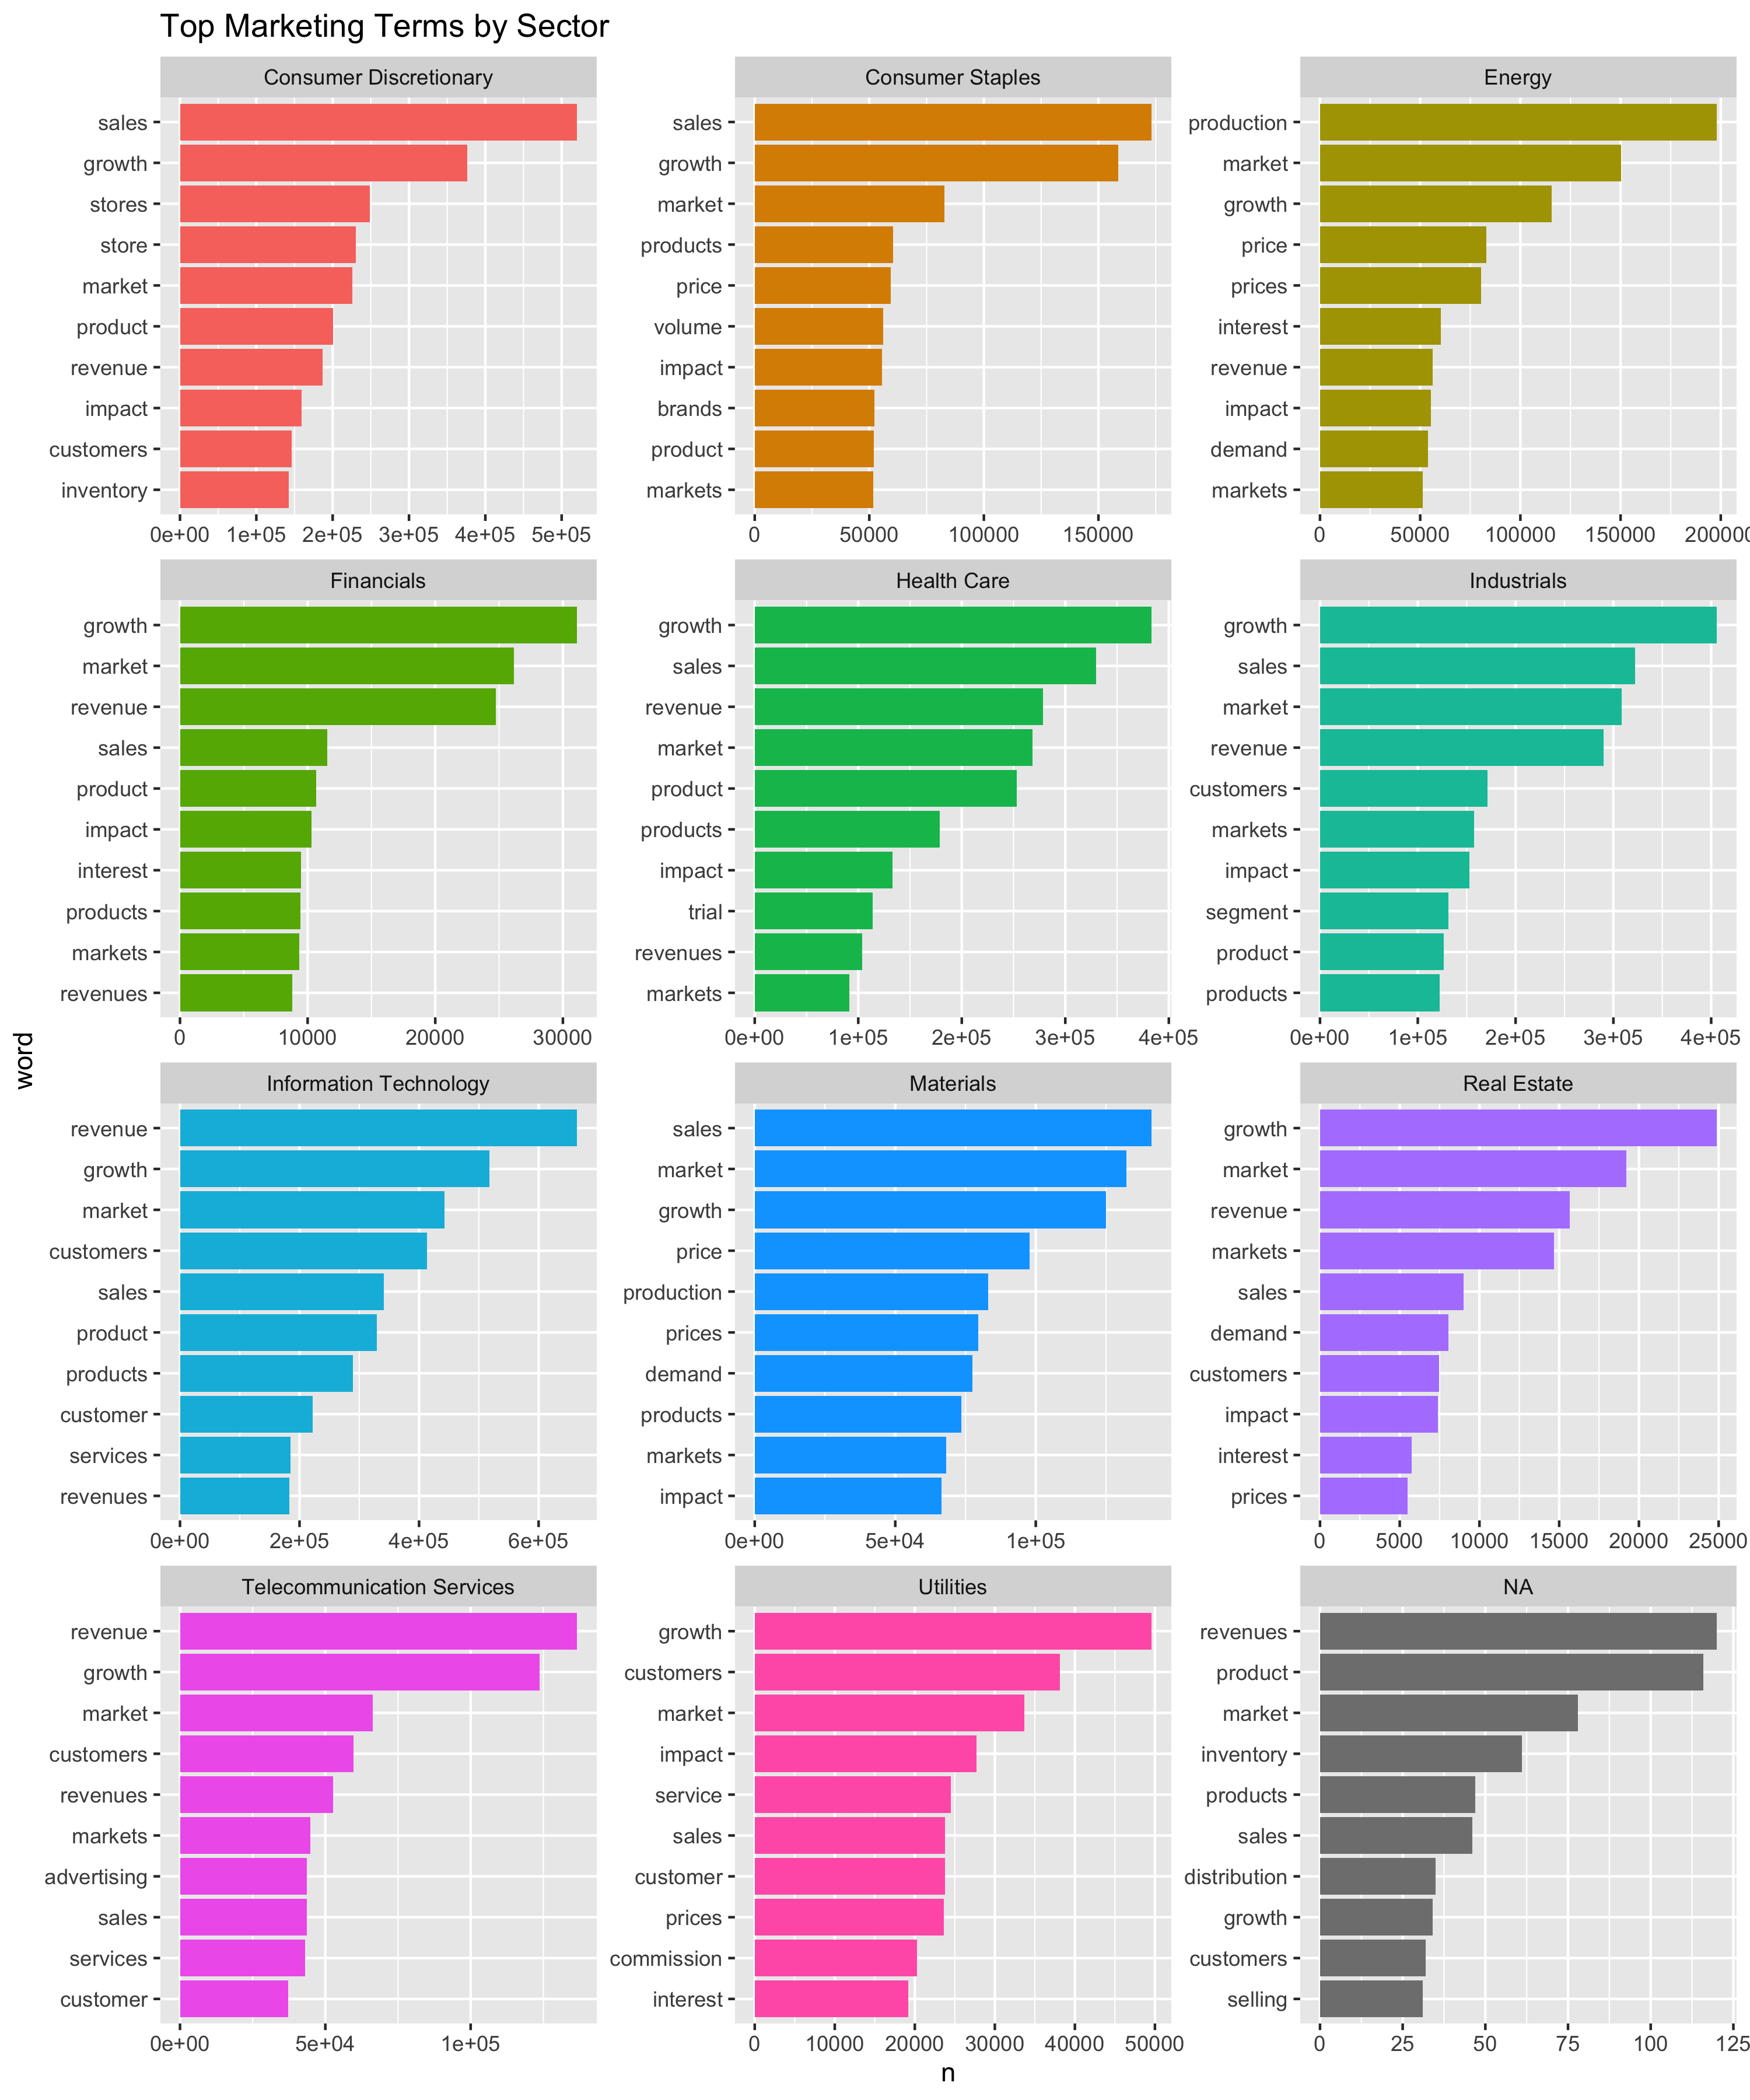 Top Marketing Terms by Sector
Consumer Discretionary
sales
growth
stores
store
market
product
revenue
impact
customers
inventory
0e+00 1e+05 2e+05 3e+05 4e+05 5e+05
Consumer Staples
sales
growth
market
products
price
volume
impact
brands
product
markets
0 50000 100000 150000
Energy
production
market
growth
price
prices
interest
revenue
impact
demand
markets
0 50000 100000 150000 200000
Financials
growth
market
revenue
sales
product
impact
interest
products
markets
revenues
0 10000 20000 30000
Health Care
growth
sales
revenue
market
product
products
impact
trial
revenues
markets
0e+00 1e+05 2e+05 3e+05 4e+05
Industrials
growth
sales
market
revenue
customers
markets
impact
segment
product
products
0e+00 1e+05 2e+05 3e+05 4e+05
word
Information Technology
revenue
growth
market
customers
sales
product
products
customer
services
revenues
0e+00 2e+05 4e+05 6e+05
Materials
sales
market
growth
price
production
prices
demand
products
markets
impact
0e+00 5e+04 1e+05
Real Estate
growth
market
revenue
markets
sales
demand
customers
impact
interest
prices
0 5000 10000 15000 20000 25000
Telecommunication Services
revenue
growth
market
customers
revenues
markets
advertising
sales
services
customer
0e+00 5e+04 1e+05
Utilities
growth
customers
market
impact
service
sales
customer
prices
commission
interest
0 10000 20000 30000 40000 50000
NA
revenues
product
market
inventory
products
sales
distribution
growth
customers
selling
0 25 50 75 100 125
n